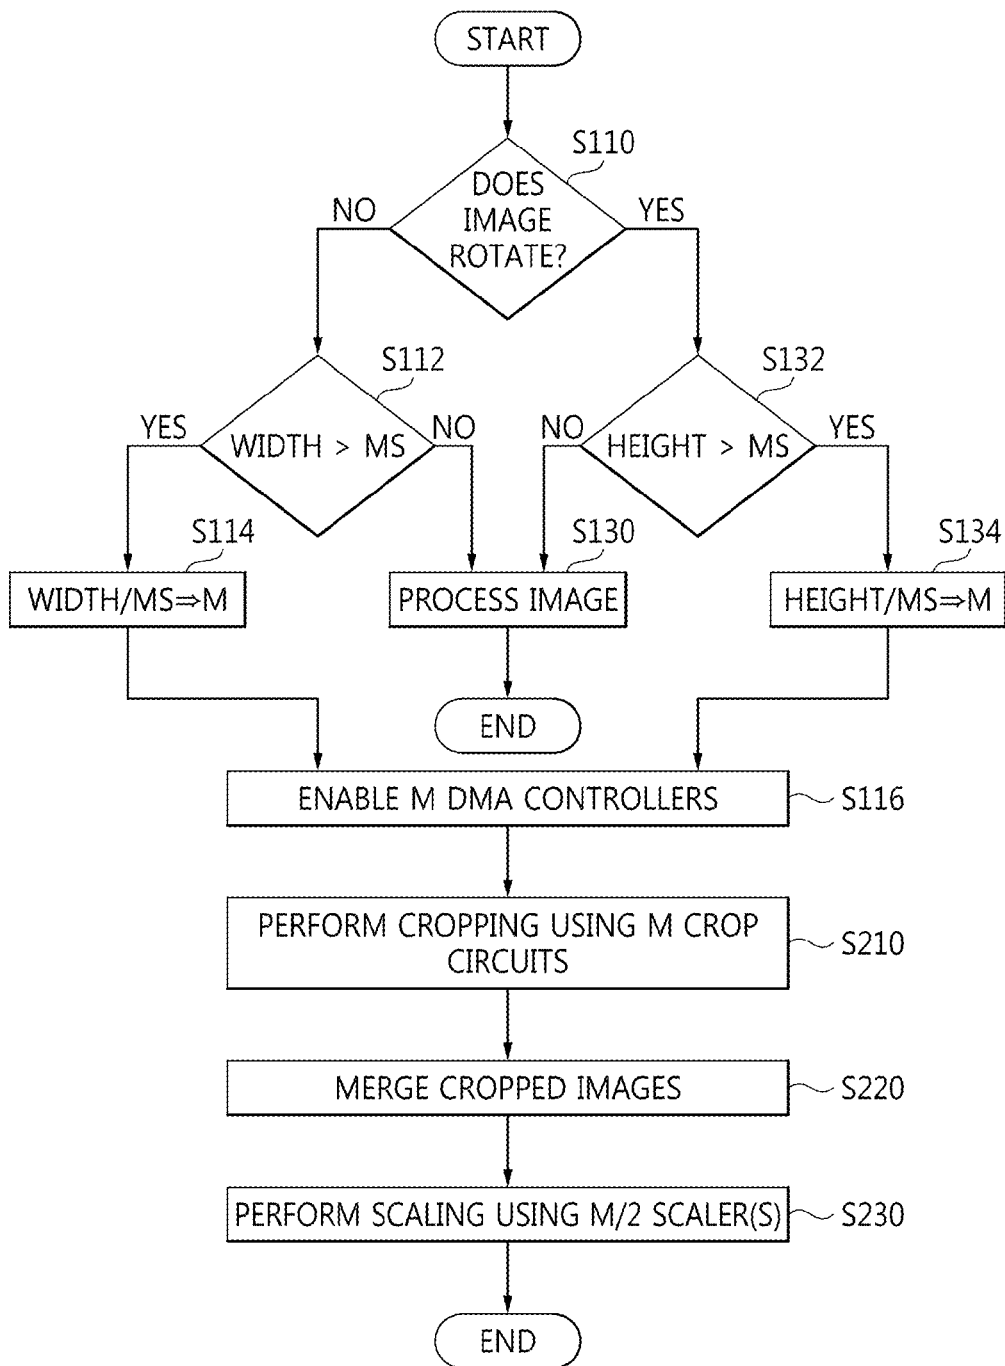 START
S110
DOES
IMAGE
ROTATE?
NO
YES
S112
S132
YES
WIDTH > MS
NO
NO
HEIGHT > MS
YES
S114
S130
S134
WIDTH/MS⇒M
PROCESS IMAGE
HEIGHT/MS⇒M
END
ENABLE M DMA CONTROLLERS
S116
PERFORM CROPPING USING M CROP
CIRCUITS
S210
MERGE CROPPED IMAGES
S220
PERFORM SCALING USING M/2 SCALER(S)
S230
END